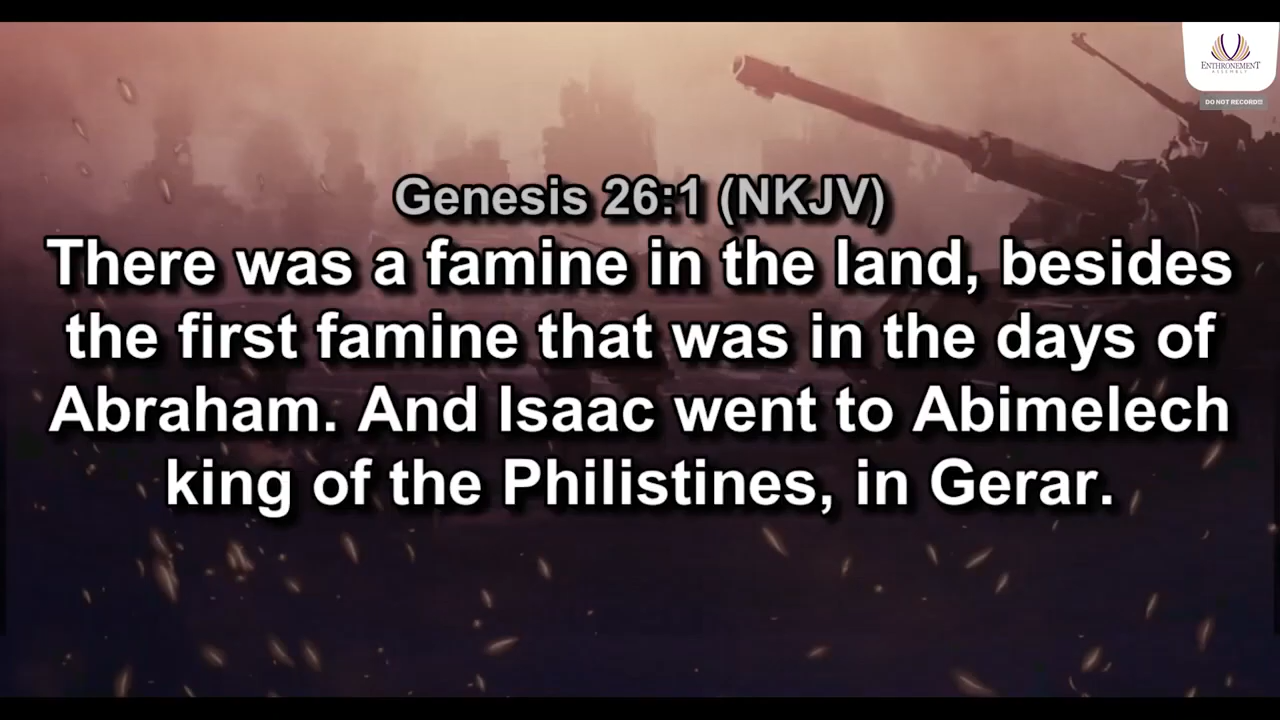 ENTHRONEMENT
ASSEMBLY
DO NOT RECORD!!!
Genesis 26:1 (NKJV)
There was a famine in the land, besides
the first famine that was in the days of
Abraham. And Isaac went to Abimelech
king of the Philistines, in Gerar.